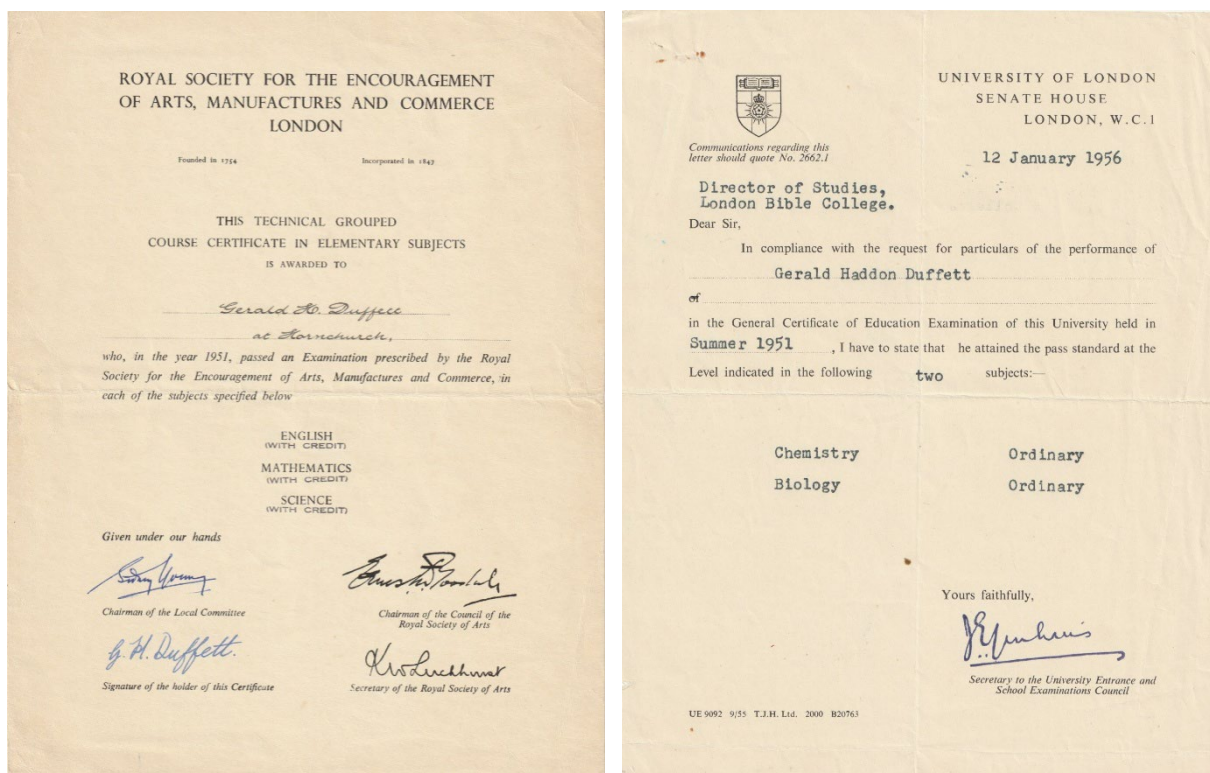 ROYAL SOCIETY FOR THE ENCOURAGEMENT
OF ARTS, MANUFACTURES AND COMMERCE
LONDON
Founded in 1754 Incorporated in 1847
THIS TECHNICAL GROUPED
COURSE CERTIFICATE IN ELEMENTARY SUBJECTS
IS AWARDED TO
Gerald H. Duffett
at Hornchurch,
who, in the year 1951, passed an Examination prescribed by the Royal
Society for the Encouragement of Arts, Manufactures and Commerce, in
each of the subjects specified below
ENGLISH
(WITH CREDIT)
MATHEMATICS
(WITH CREDIT)
SCIENCE
(WITH CREDIT)
Given under our hands
Chairman of the Local Committee
Chairman of the Council of the
Royal Society of Arts
G. H. Duffett.
K W Luckhurst
Signature of the holder of this Certificate
Secretary of the Royal Society of Arts
UNIVERSITY OF LONDON
SENATE HOUSE
LONDON, W.C.1
Communications regarding this
letter should quote No. 2662.1
12 January 1956
Director of Studies,
London Bible College.
Dear Sir,
In compliance with the request for particulars of the performance of
Gerald Haddon Duffett
of
in the General Certificate of Education Examination of this University held in
Summer 1951 , I have to state that he attained the pass standard at the
Level indicated in the following two subjects:—
Chemistry Ordinary
Biology Ordinary
Yours faithfully,
Secretary to the University Entrance and
School Examinations Council
UE 9092 9/55 T.J.H. Ltd. 2000 B20763